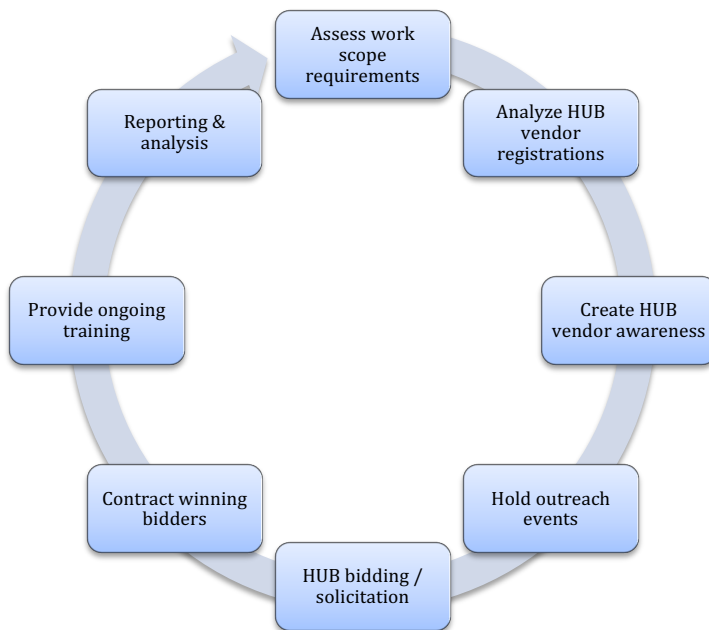 Assess work
scope
requirements
Analyze HUB
vendor
registrations
Create HUB
vendor awareness
Hold outreach
events
HUB bidding /
solicitation
Contract winning
bidders
Provide ongoing
training
Reporting &
analysis